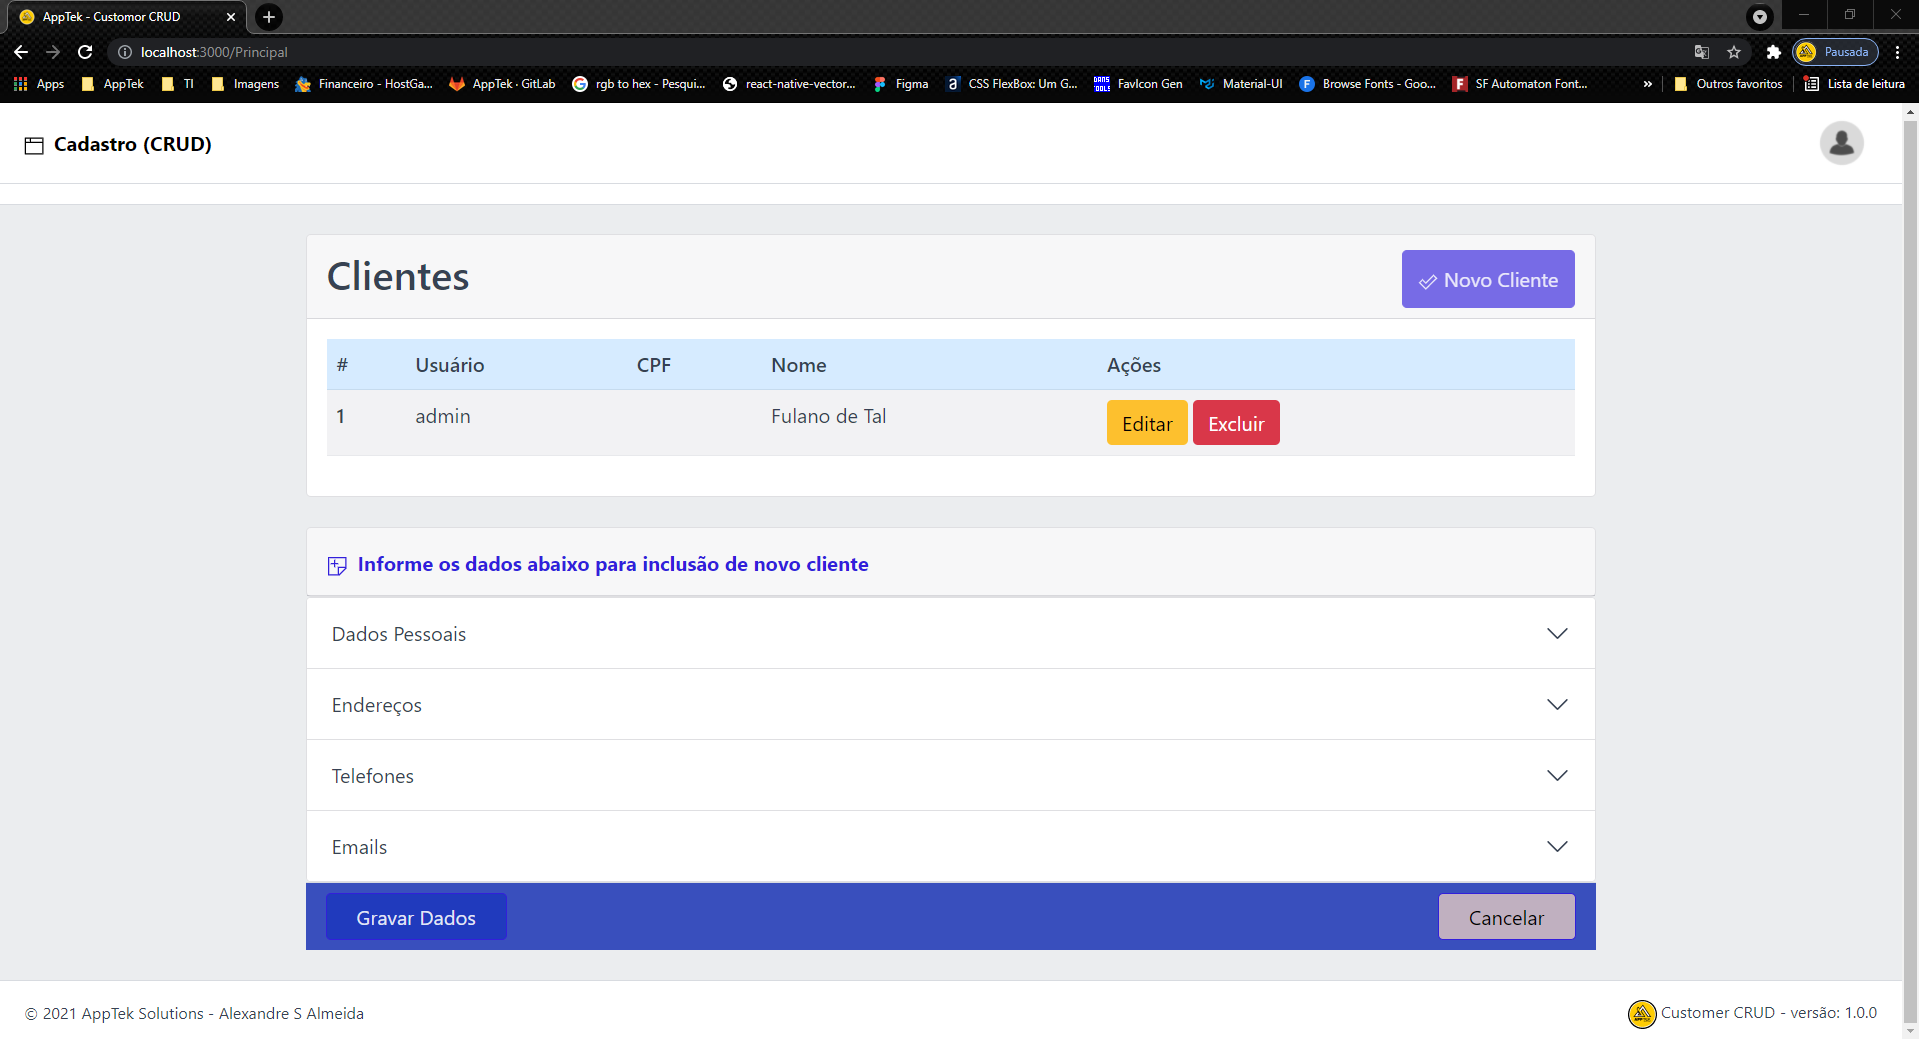 AppTek - Customor CRUD
localhost:3000/Principal
Pausada
Apps AppTek TI Imagens Financeiro - HostGa... AppTek · GitLab rgb to hex - Pesqui... react-native-vector... Figma CSS FlexBox: Um G... FavIcon Gen Material-UI Browse Fonts - Goo... SF Automaton Font... » Outros favoritos Lista de leitura
Cadastro (CRUD)
Clientes
Novo Cliente
# Usuário CPF Nome Ações
1 admin Fulano de Tal Editar Excluir
Informe os dados abaixo para inclusão de novo cliente
Dados Pessoais
Endereços
Telefones
Emails
Gravar Dados Cancelar
© 2021 AppTek Solutions - Alexandre S Almeida
Customer CRUD - versão: 1.0.0